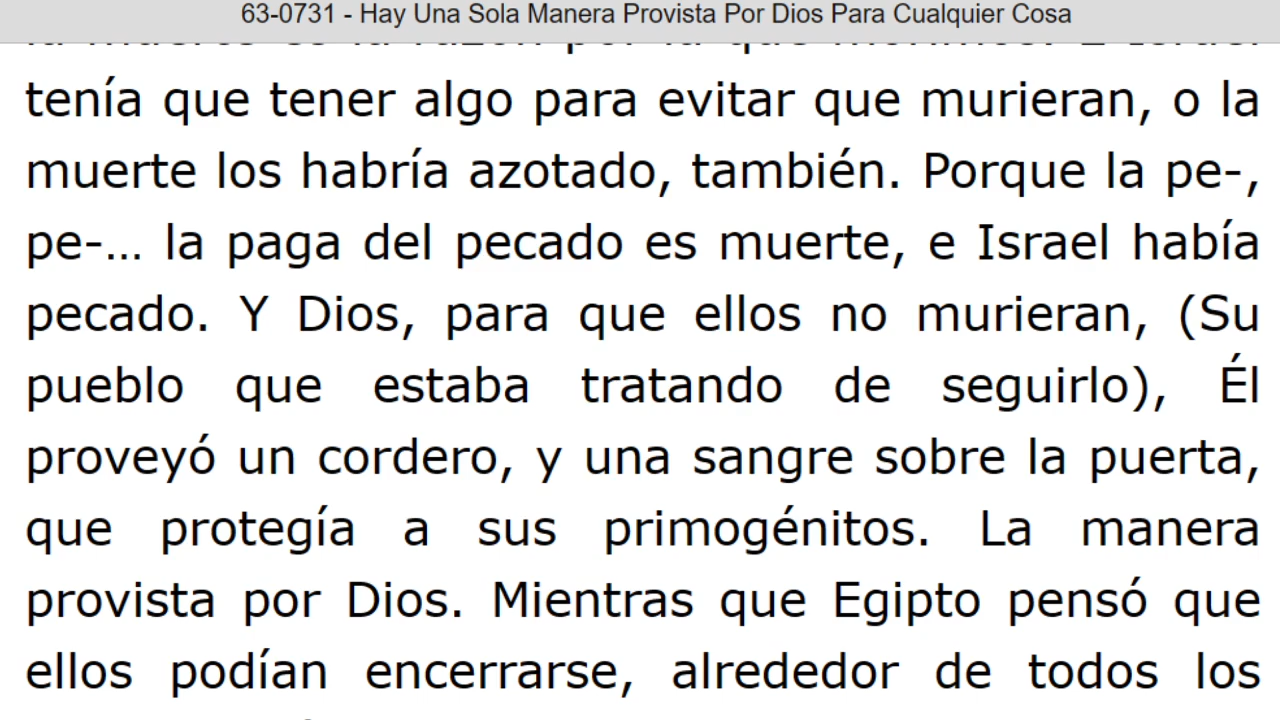 63-0731 - Hay Una Sola Manera Provista Por Dios Para Cualquier Cosa
tenía que tener algo para evitar que murieran, o la
muerte los habría azotado, también. Porque la pe-,
pe-... la paga del pecado es muerte, e Israel había
pecado. Y Dios, para que ellos no murieran, (Su
pueblo que estaba tratando de seguirlo), Él
proveyó un cordero, y una sangre sobre la puerta,
que protegía a sus primogénitos. La manera
provista por Dios. Mientras que Egipto pensó que
ellos podían encerrarse, alrededor de todos los